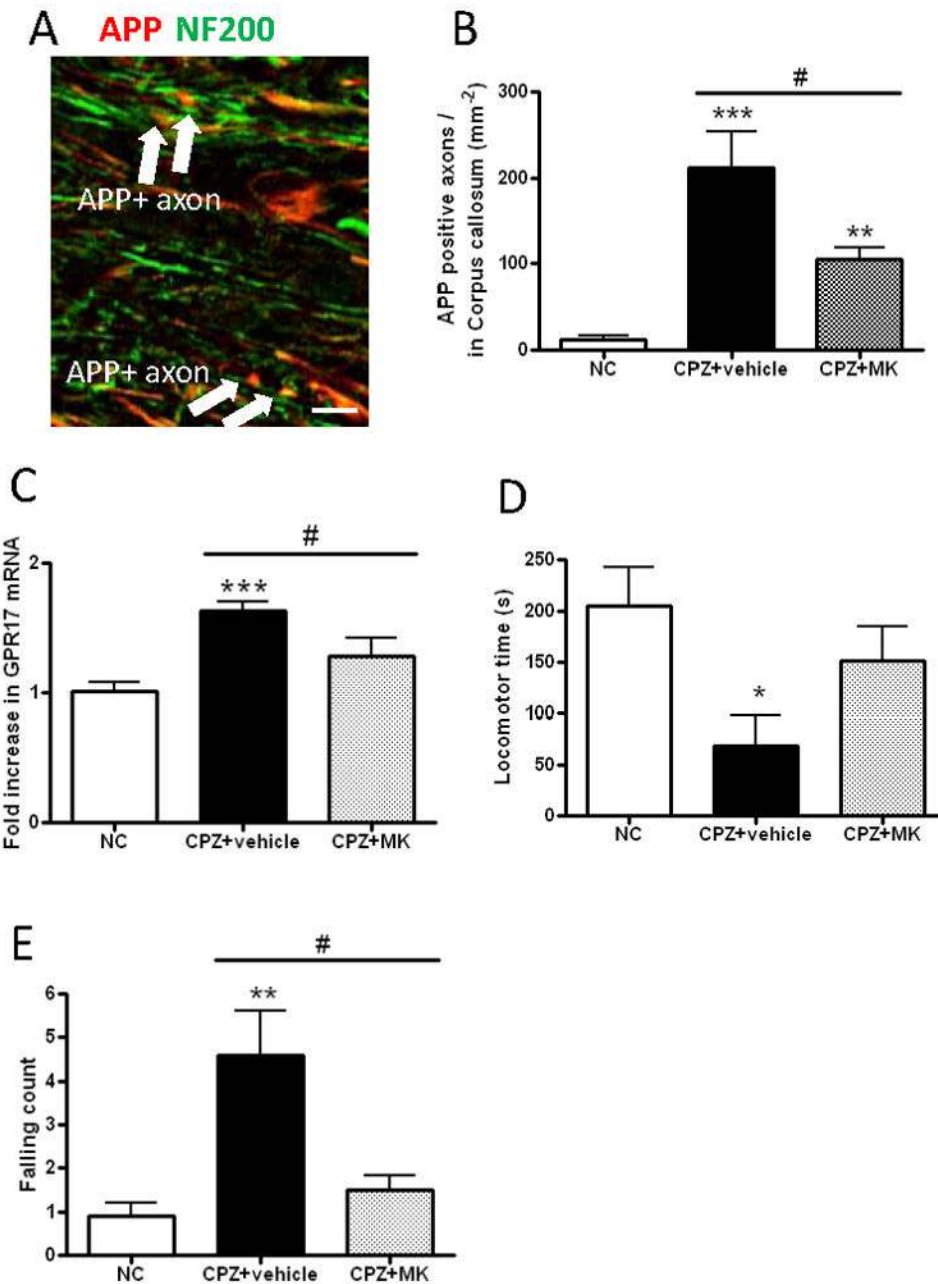 A
APP NF200
APP+ axon
APP+ axon
B
APP positive axons /
in Corpus callosum (mm-2)
300
200
100
0
#
***
**
NC
CPZ+vehicle
CPZ+MK
C
Fold increase in GPR17 mRNA
2
1
0
#
***
NC
CPZ+vehicle
CPZ+MK
D
Locomotor time (s)
250
200
150
100
50
0
*
NC
CPZ+vehicle
CPZ+MK
E
Falling count
6
5
4
3
2
1
0
#
**
NC
CPZ+vehicle
CPZ+MK